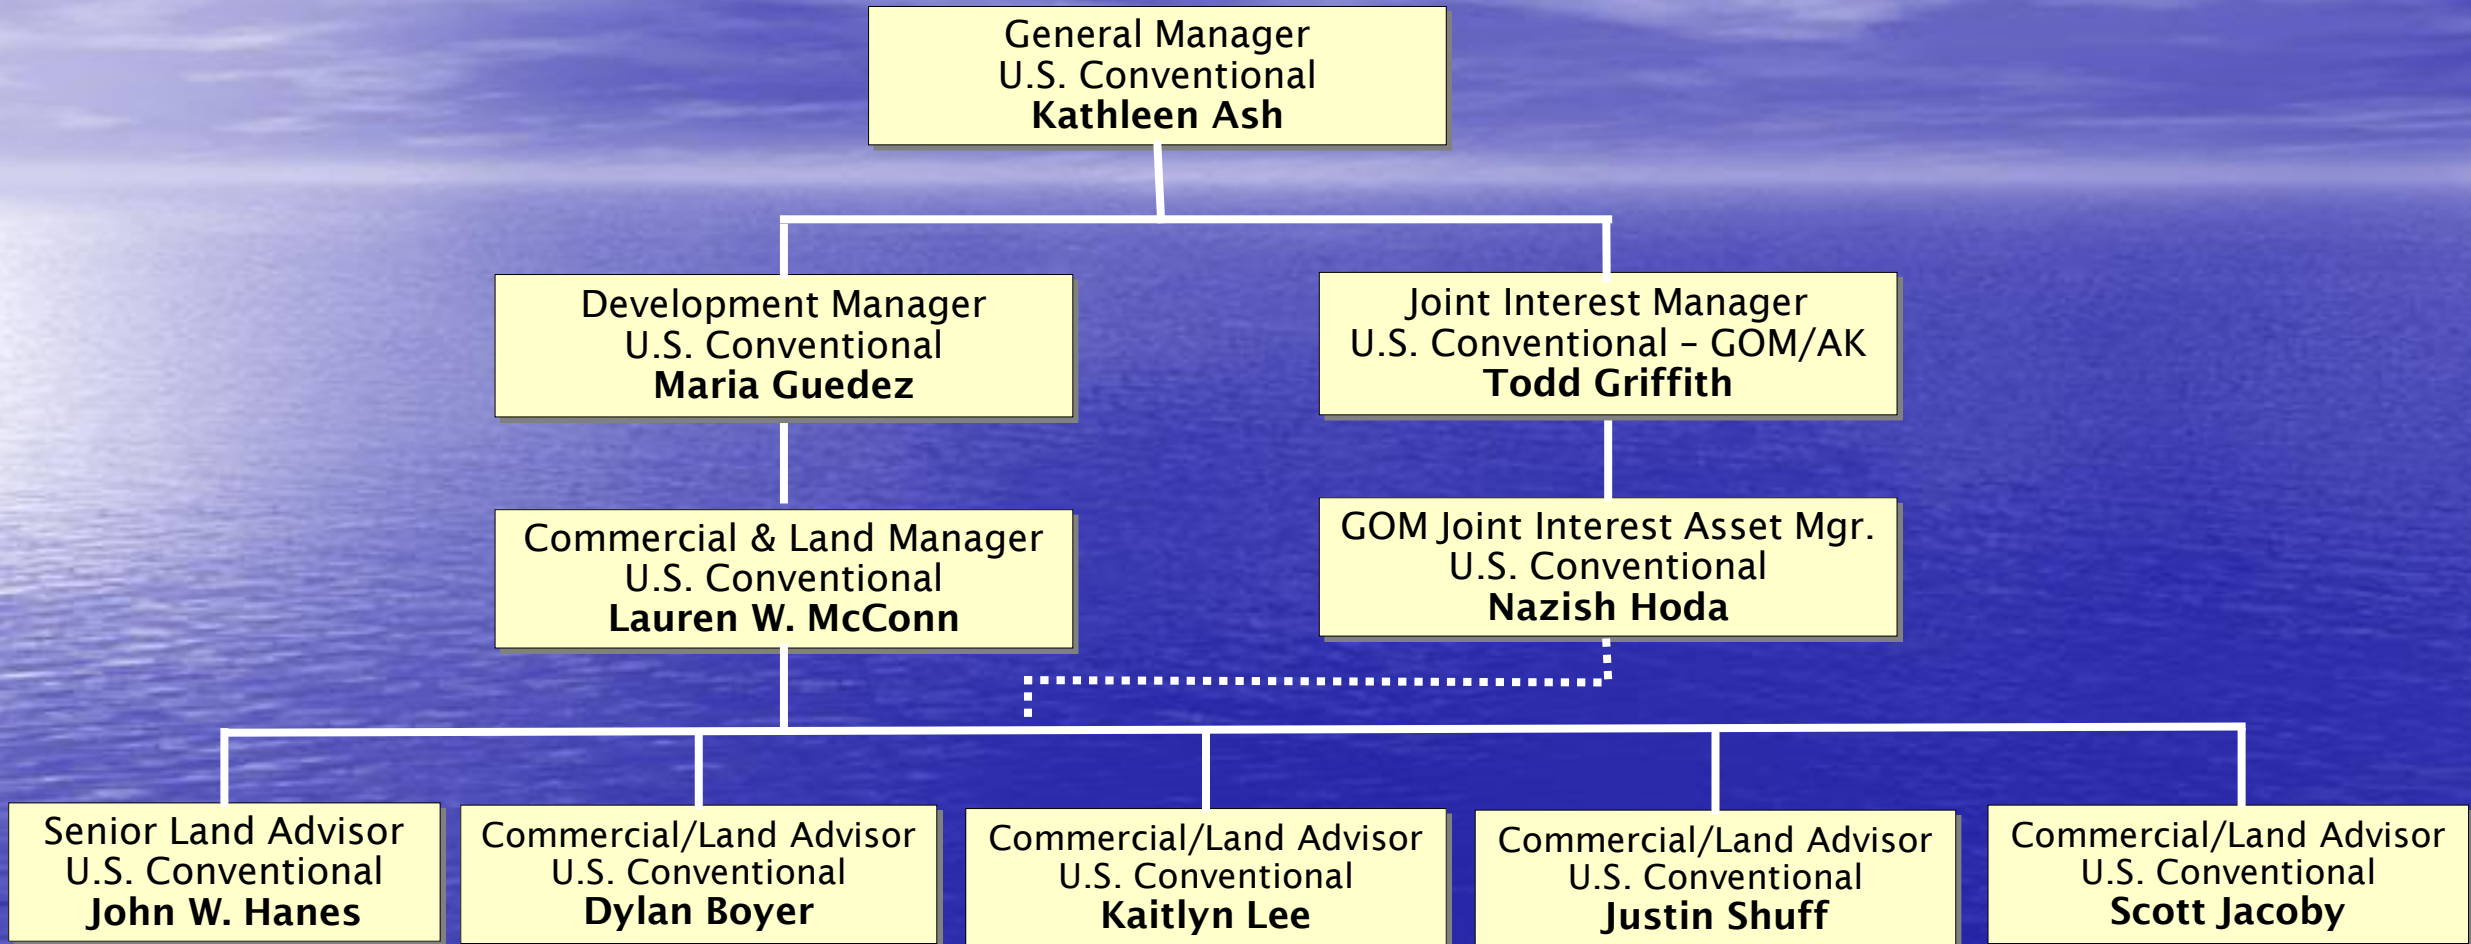 General Manager
U.S. Conventional
Kathleen Ash
Development Manager
U.S. Conventional
Maria Guedez
Joint Interest Manager
U.S. Conventional – GOM/AK
Todd Griffith
Commercial & Land Manager
U.S. Conventional
Lauren W. McConn
GOM Joint Interest Asset Mgr.
U.S. Conventional
Nazish Hoda
Senior Land Advisor
U.S. Conventional
John W. Hanes
Commercial/Land Advisor
U.S. Conventional
Dylan Boyer
Commercial/Land Advisor
U.S. Conventional
Kaitlyn Lee
Commercial/Land Advisor
U.S. Conventional
Justin Shuff
Commercial/Land Advisor
U.S. Conventional
Scott Jacoby